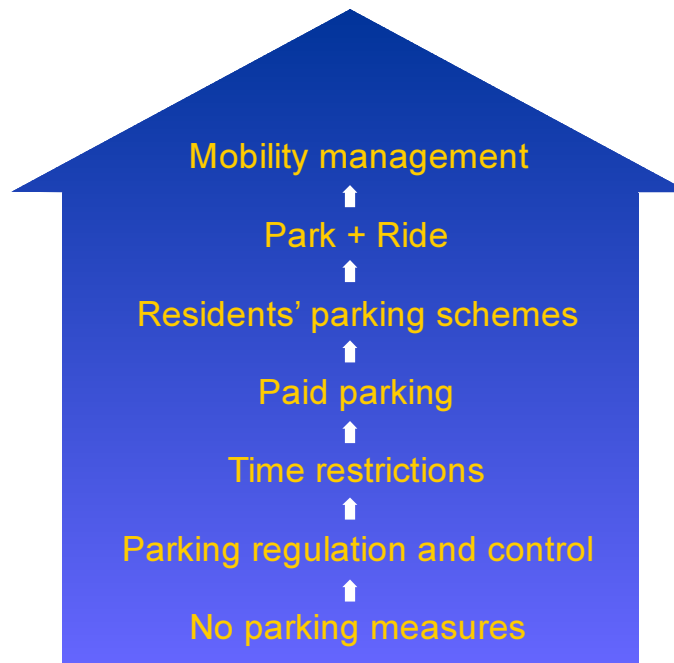 Mobility management
Park + Ride
Residents’ parking schemes
Paid parking
Time restrictions
Parking regulation and control
No parking measures